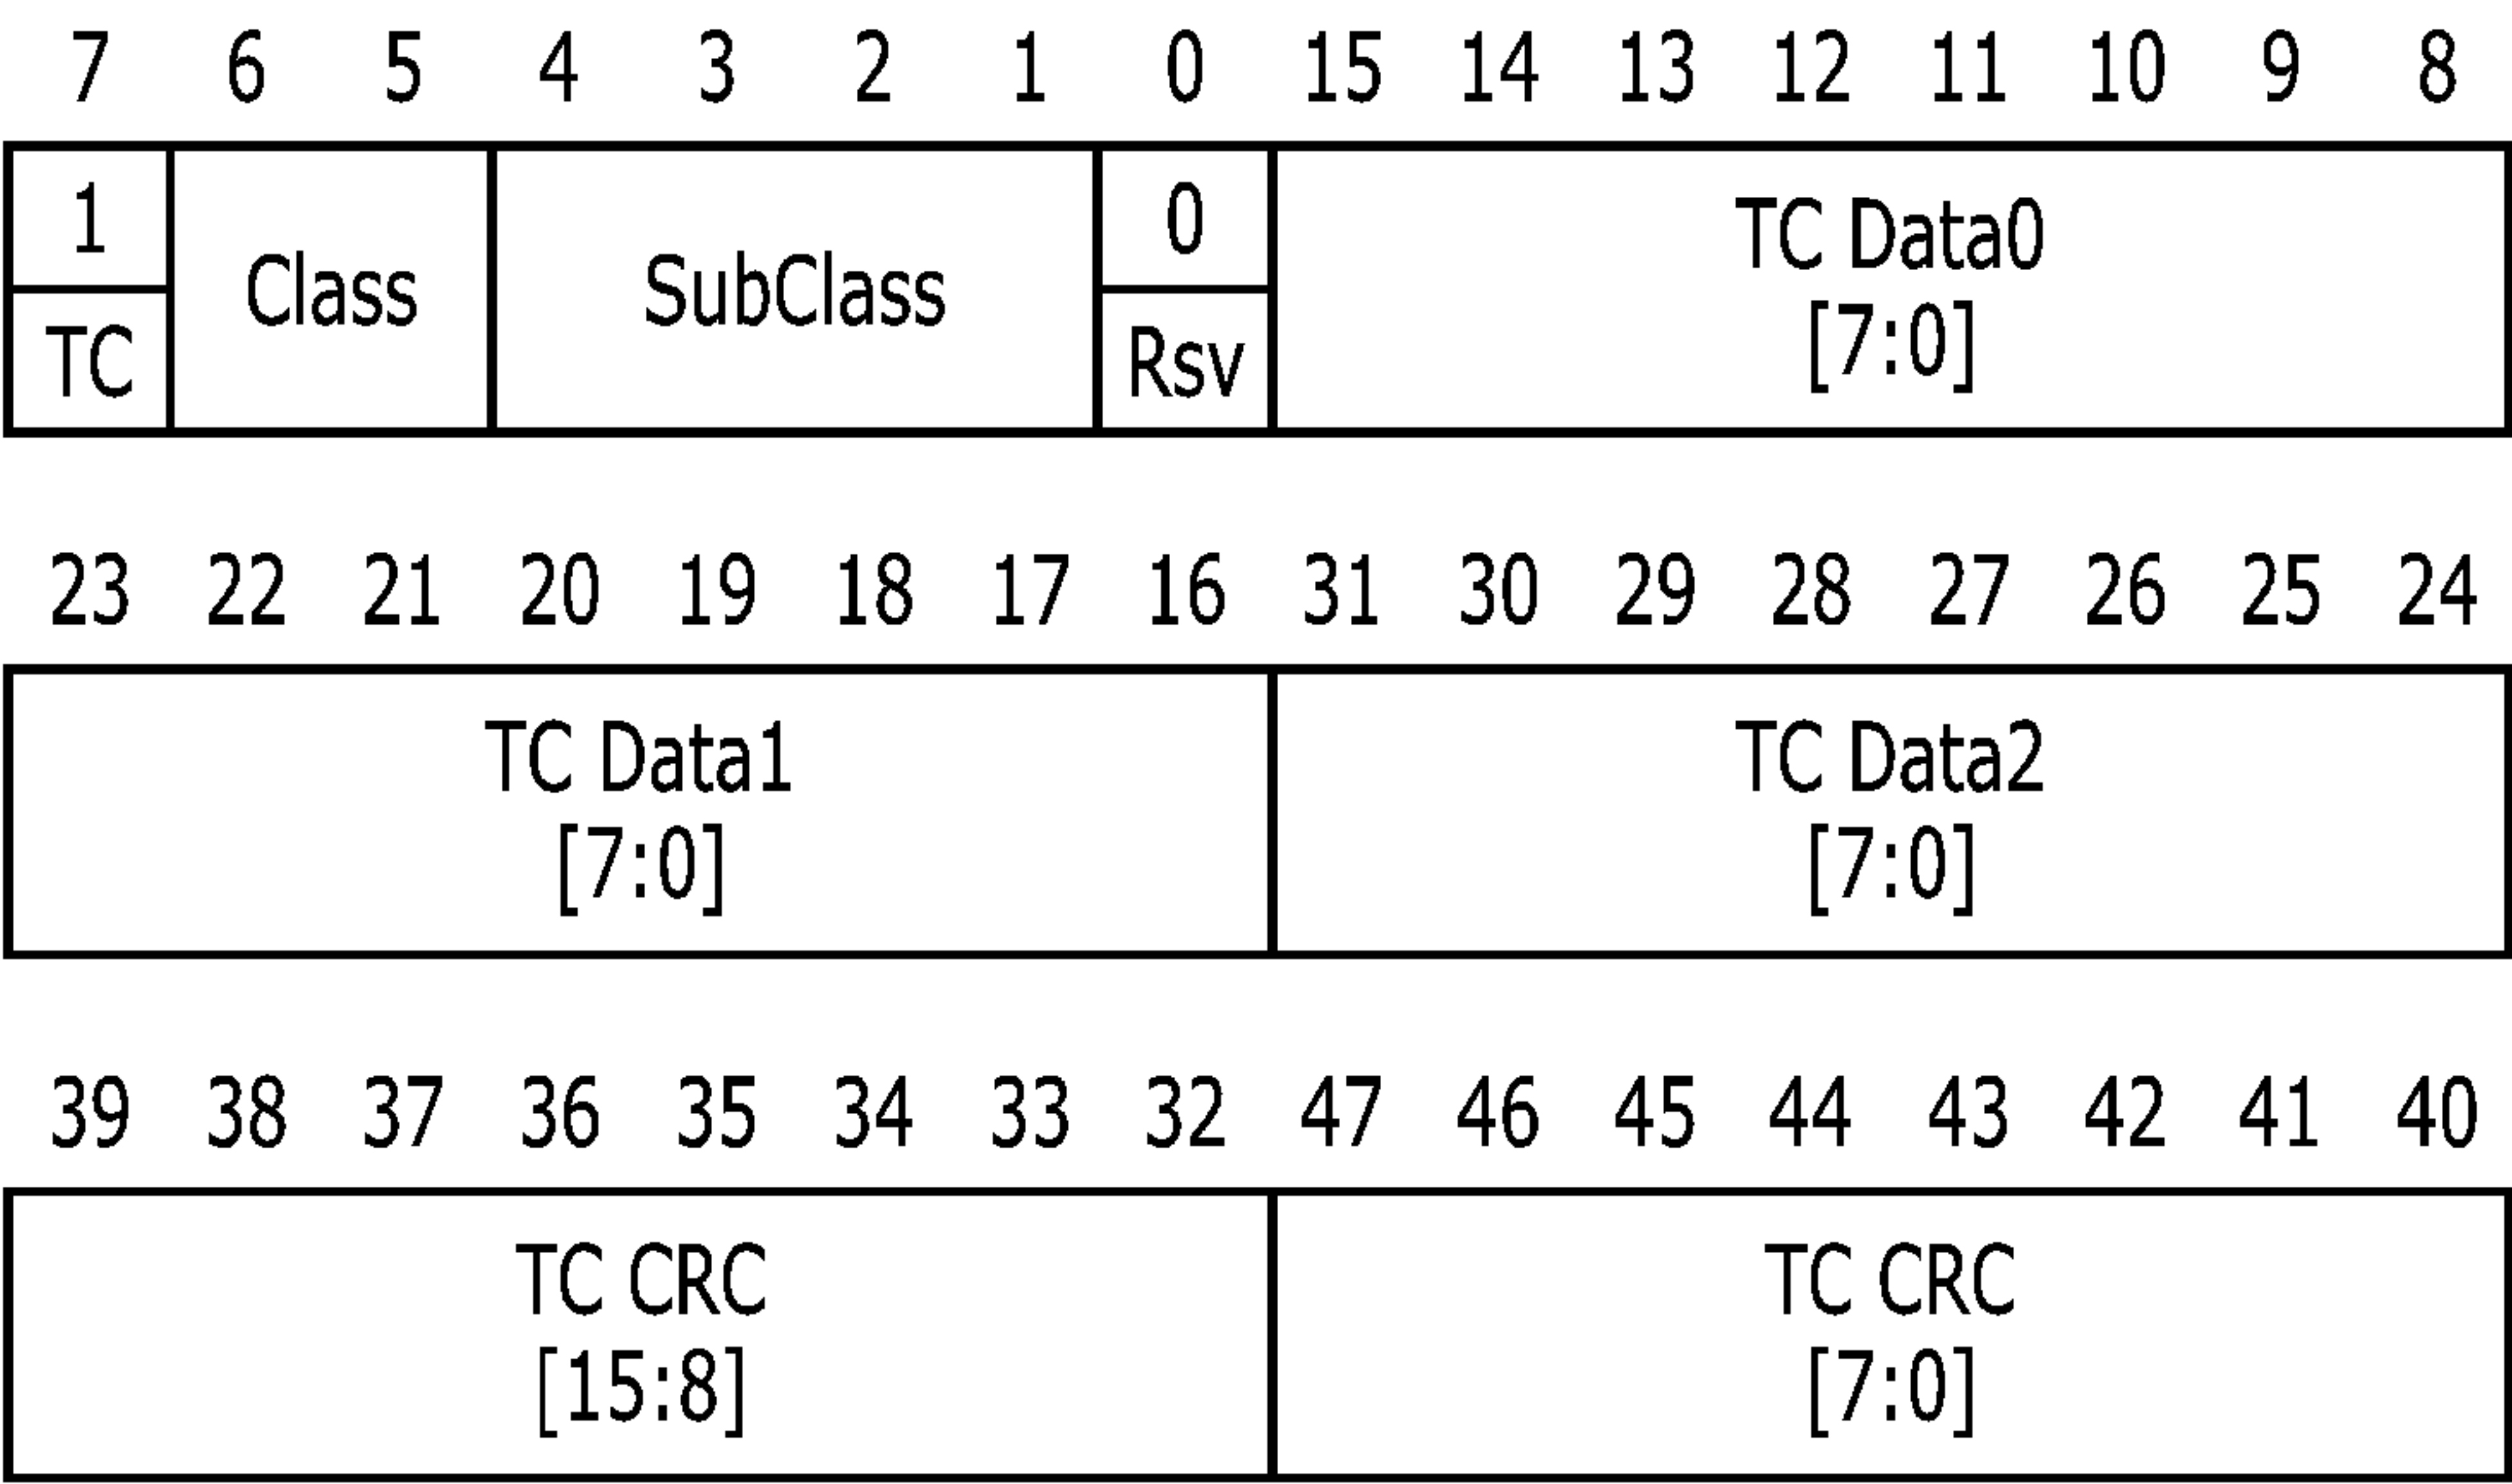 7 6 5 4 3 2 1 0 15 14 13 12 11 10 9 8
1
TC
Class
SubClass
0
Rsv
TC Data0
[7:0]
23 22 21 20 19 18 17 16 31 30 29 28 27 26 25 24
TC Data1
[7:0]
TC Data2
[7:0]
39 38 37 36 35 34 33 32 47 46 45 44 43 42 41 40
TC CRC
[15:8]
TC CRC
[7:0]